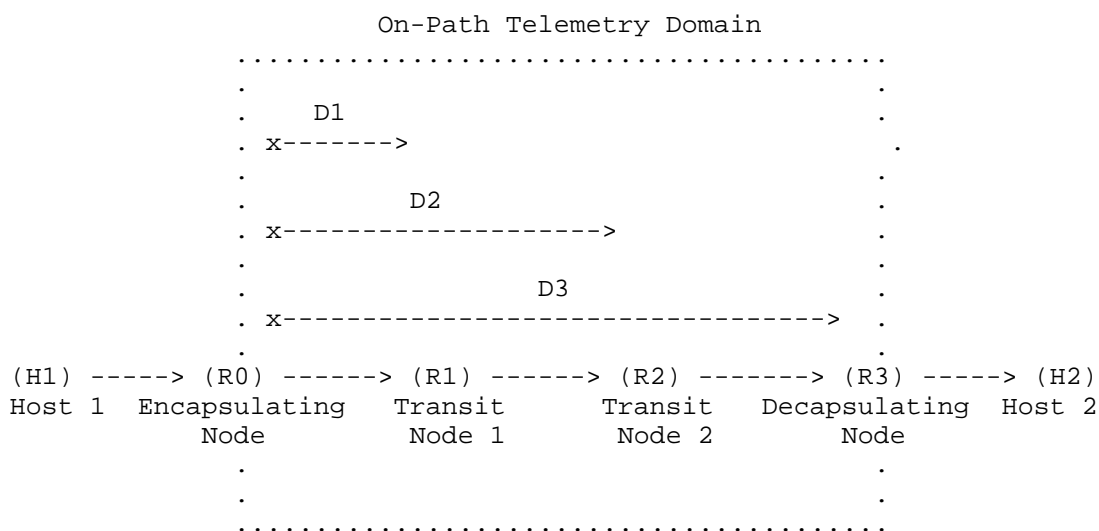 On-Path Telemetry Domain
.........................................
.                                       .
.    D1                                 .
. x------->                              .
.                                       .
.          D2                           .
. x-------------------->                .
.                                       .
.                  D3                   .
. x---------------------------------->  .
.                                       .
(H1) -----> (R0) ------> (R1) ------> (R2) -------> (R3) -----> (H2)
Host 1  Encapsulating   Transit      Transit   Decapsulating  Host 2
Node         Node 1       Node 2        Node
.                                       .
.                                       .
.........................................